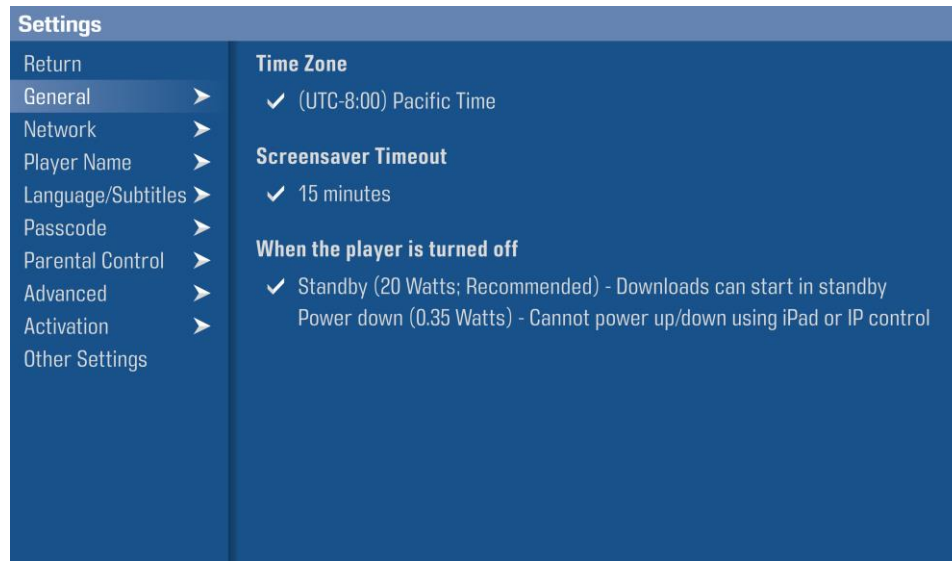 Settings
Return
General
Network
Player Name
Language/Subtitles
Passcode
Parental Control
Advanced
Activation
Other Settings
Time Zone
(UTC-8:00) Pacific Time
Screensaver Timeout
15 minutes
When the player is turned off
Standby (20 Watts; Recommended) - Downloads can start in standby
Power down (0.35 Watts) - Cannot power up/down using iPad or IP control